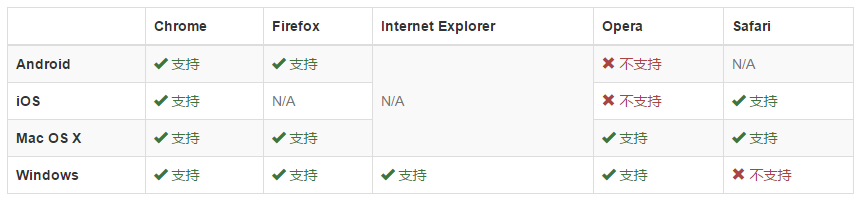 Chrome Firefox Internet Explorer Opera Safari
Android ✔ 支持 ✔ 支持 ✖ 不支持 N/A
iOS ✔ 支持 N/A N/A ✖ 不支持 ✔ 支持
Mac OS X ✔ 支持 ✔ 支持 ✔ 支持 ✔ 支持
Windows ✔ 支持 ✔ 支持 ✔ 支持 ✔ 支持 ✖ 不支持